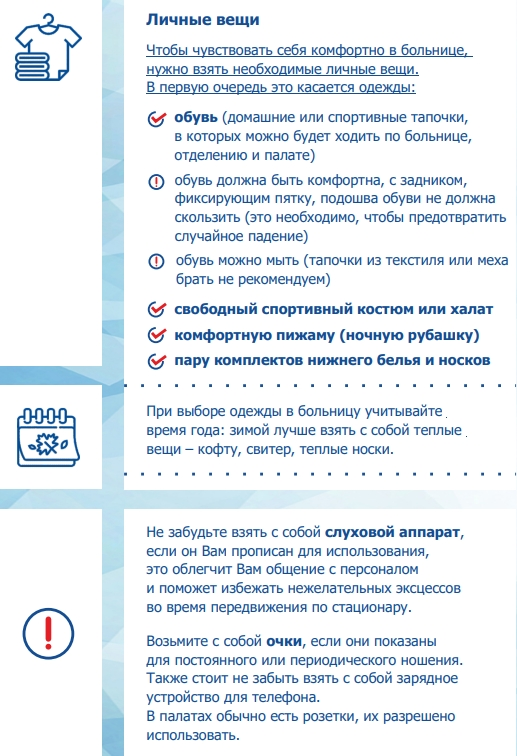 Личные вещи
Чтобы чувствовать себя комфортно в больнице,
нужно взять необходимые личные вещи.
В первую очередь это касается одежды:
обувь (домашние или спортивные тапочки,
в которых можно будет ходить по больнице,
отделению и палате)
обувь должна быть комфортна, с задником,
фиксирующим пятку, подошва обуви не должна
скользить (это необходимо, чтобы предотвратить
случайное падение)
обувь можно мыть (тапочки из текстиля или меха
брать не рекомендуем)
свободный спортивный костюм или халат
комфортную пижаму (ночную рубашку)
пару комплектов нижнего белья и носков
При выборе одежды в больницу учитывайте
время года: зимой лучше взять с собой теплые
вещи – кофту, свитер, теплые носки.
Не забудьте взять с собой слуховой аппарат,
если он Вам прописан для использования,
это облегчит Вам общение с персоналом
и поможет избежать нежелательных эксцессов
во время передвижения по стационару.
Возьмите с собой очки, если они показаны
для постоянного или периодического ношения.
Также стоит не забыть взять с собой зарядное
устройство для телефона.
В палатах обычно есть розетки, их разрешено
использовать.